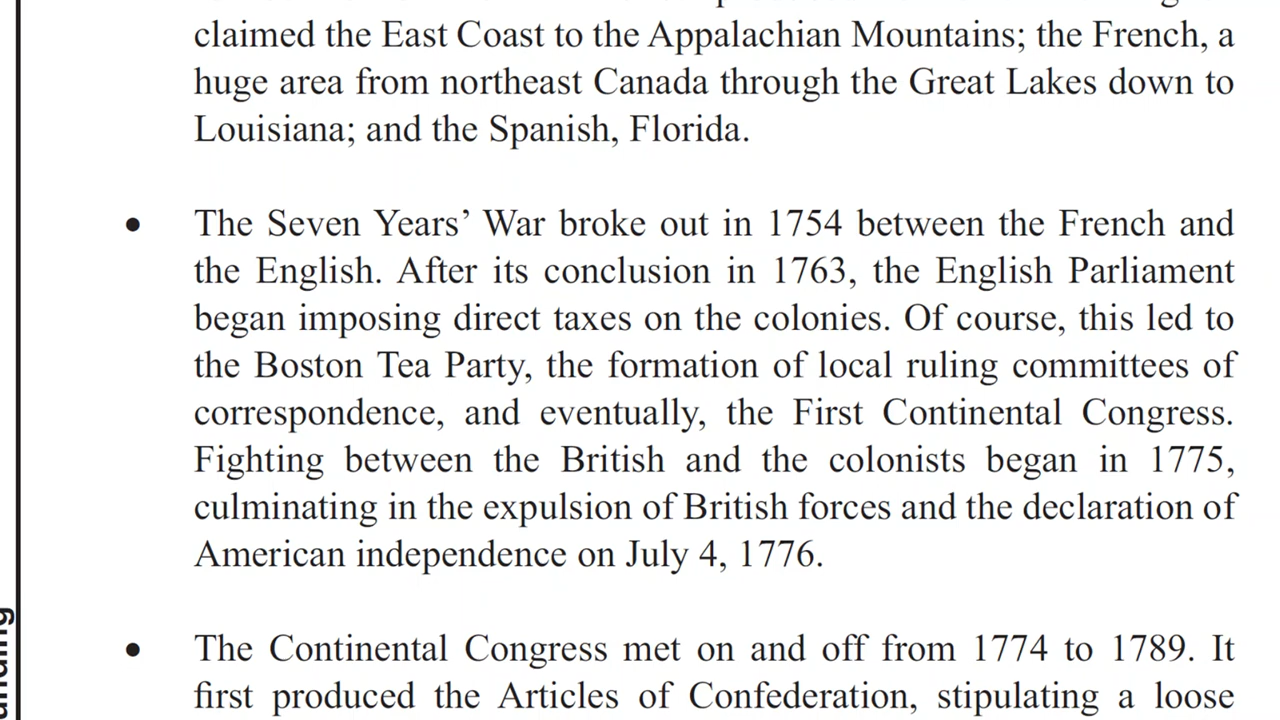 claimed the East Coast to the Appalachian Mountains; the French, a
huge area from northeast Canada through the Great Lakes down to
Louisiana; and the Spanish, Florida.
• The Seven Years’ War broke out in 1754 between the French and
the English. After its conclusion in 1763, the English Parliament
began imposing direct taxes on the colonies. Of course, this led to
the Boston Tea Party, the formation of local ruling committees of
correspondence, and eventually, the First Continental Congress.
Fighting between the British and the colonists began in 1775,
culminating in the expulsion of British forces and the declaration of
American independence on July 4, 1776.
• The Continental Congress met on and off from 1774 to 1789. It
first produced the Articles of Confederation, stipulating a loose